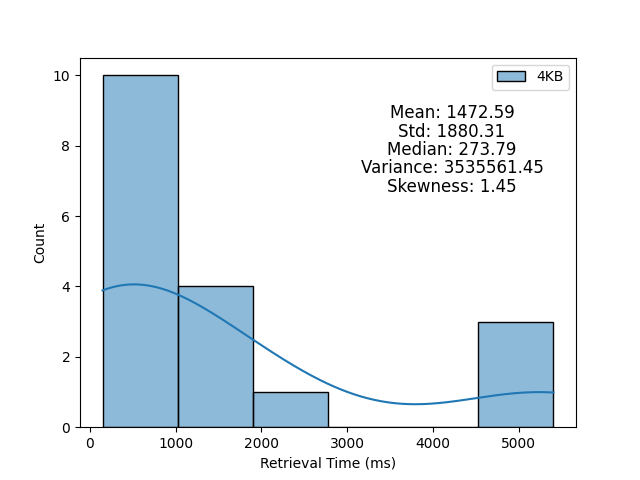 4KB
Mean: 1472.59
Std: 1880.31
Median: 273.79
Variance: 3535561.45
Skewness: 1.45
Count
10
8
6
4
2
0
0 1000 2000 3000 4000 5000
Retrieval Time (ms)